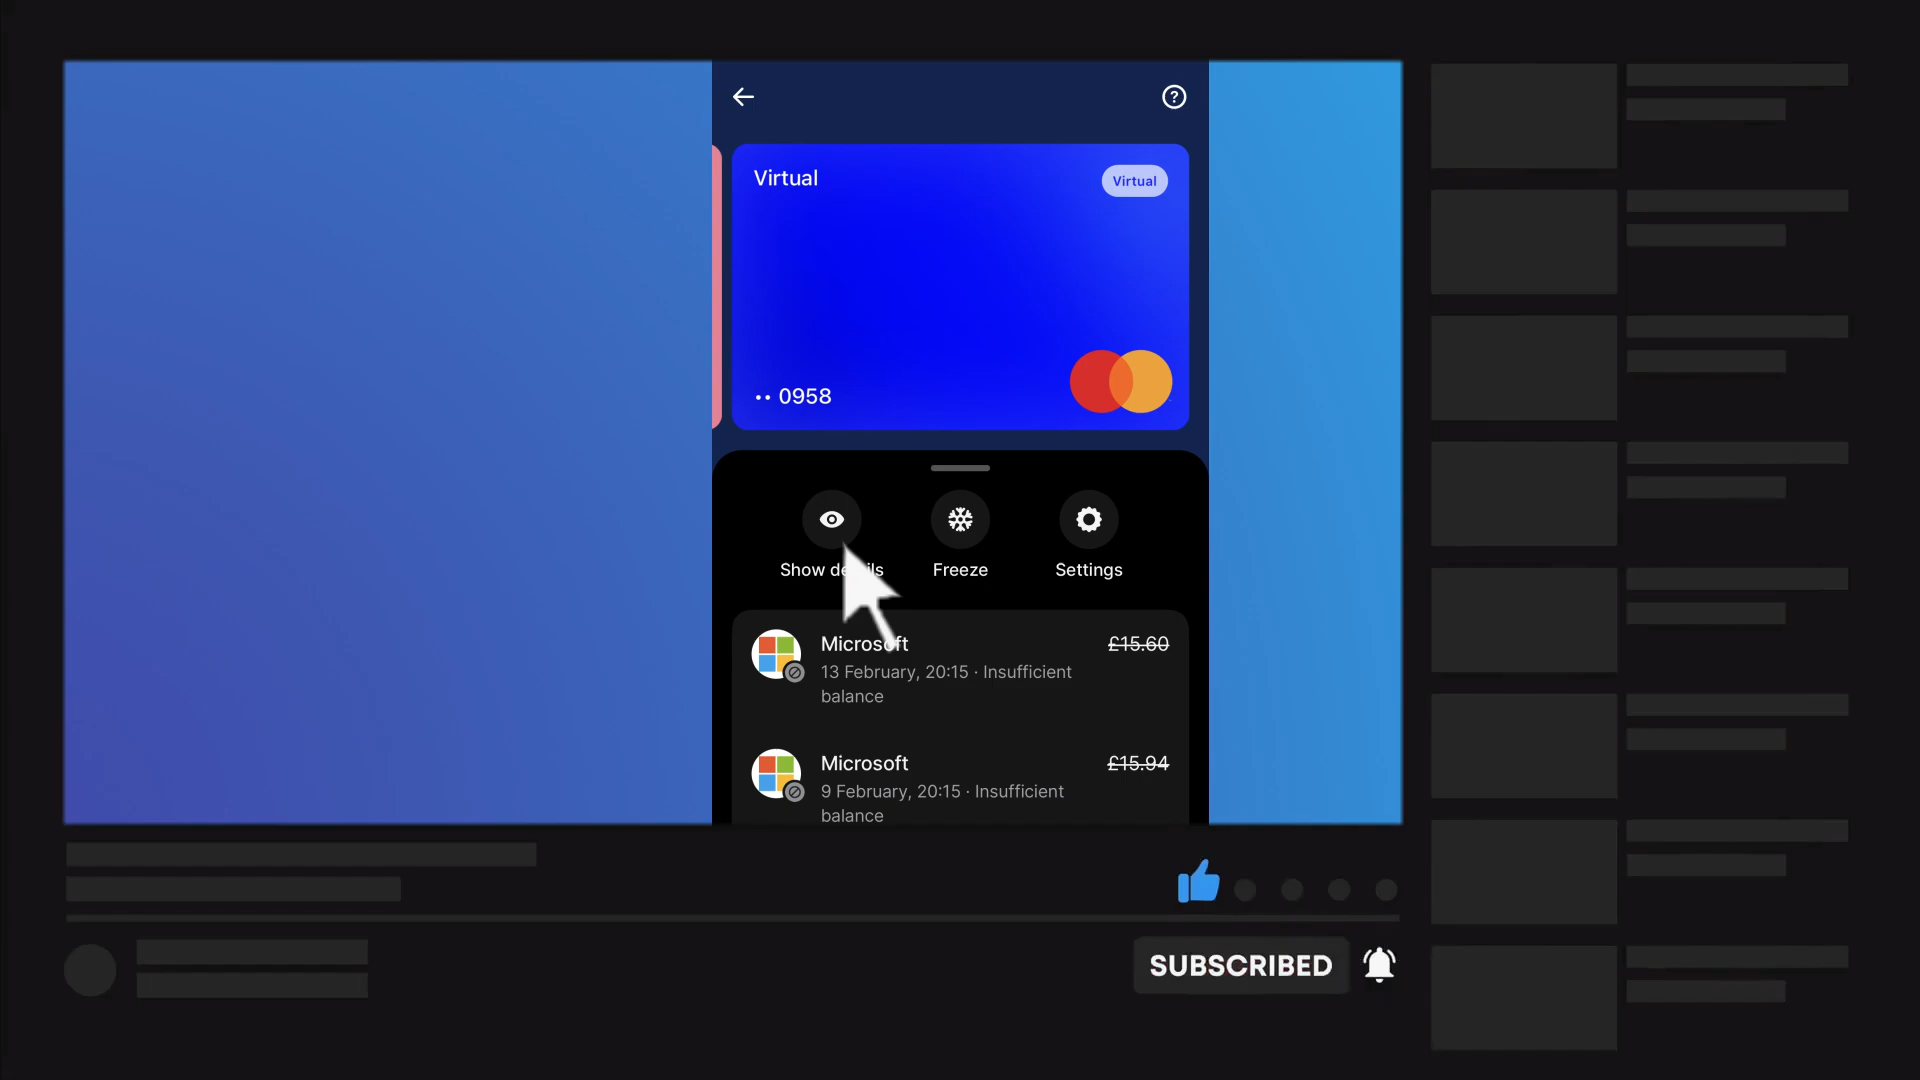 Virtual
Virtual
•• 0958
Show details
Freeze
Settings
Microsoft
£15.60
13 February, 20:15 · Insufficient
balance
Microsoft
£15.94
9 February, 20:15 · Insufficient
balance
SUBSCRIBED